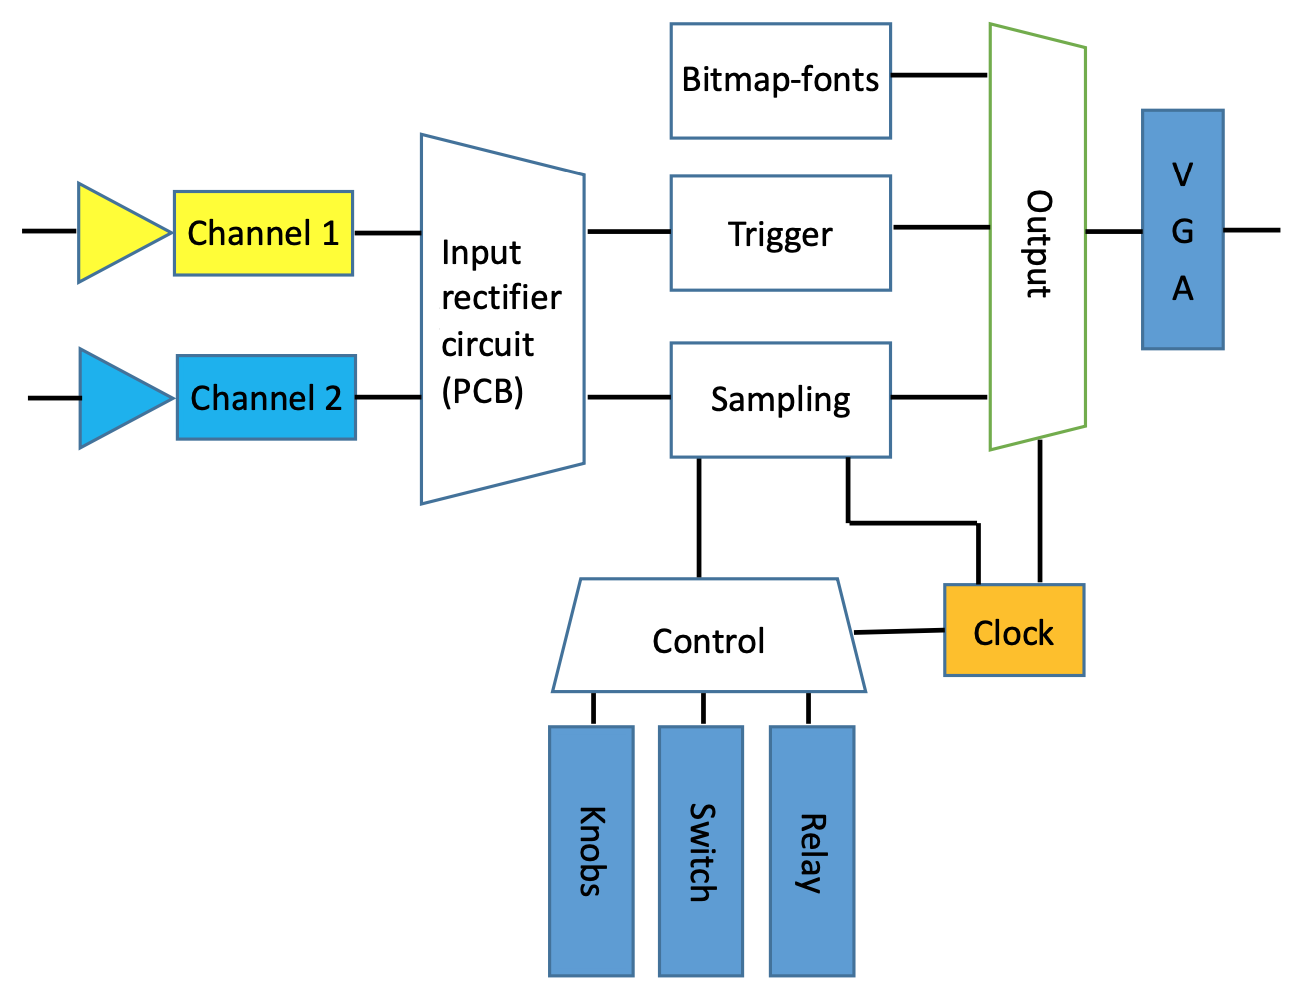 Bitmap-fonts
Channel 1
Channel 2
Input
rectifier
circuit
(PCB)
Trigger
Sampling
Output
V
G
A
Control
Clock
Knobs
Switch
Relay